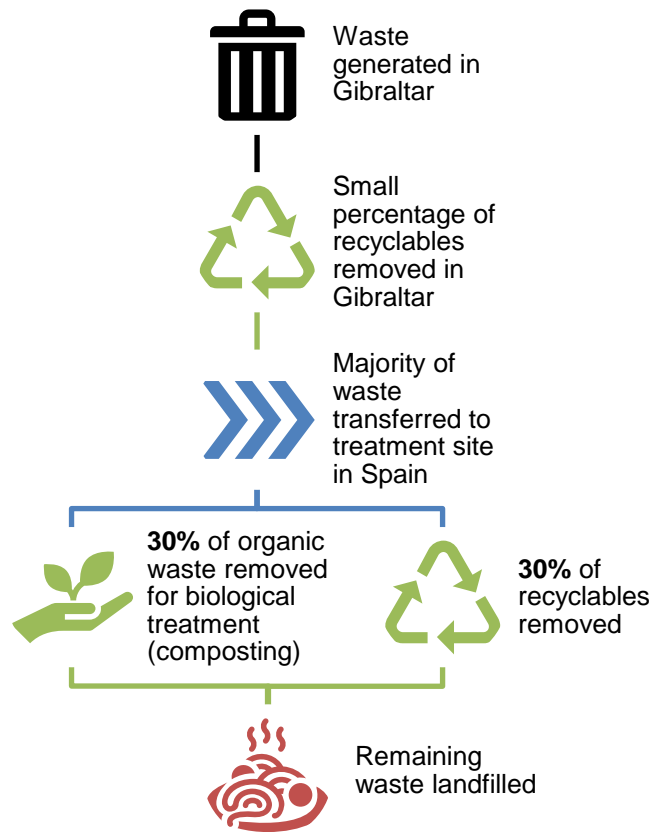 Waste
generated in
Gibraltar
Small
percentage of
recyclables
removed in
Gibraltar
Majority of
waste
transferred to
treatment site
in Spain
30% of organic
waste removed
for biological
treatment
(composting)
30% of
recyclables
removed
Remaining
waste landfilled